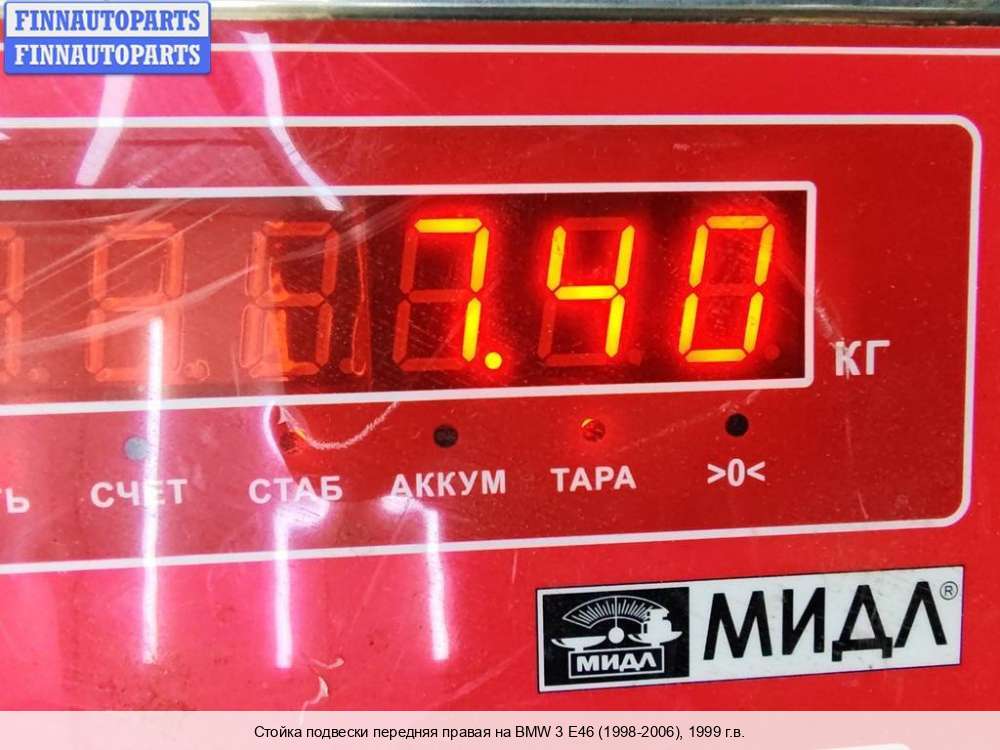 FINNAUTOPARTS
FINNAUTOPARTS
7.40
КГ
ТЬ
СЧЕТ
СТАБ
АККУМ
ТАРА
>0<
МИДЛ
МИДЛ®
Стойка подвески передняя правая на BMW 3 E46 (1998-2006), 1999 г.в.